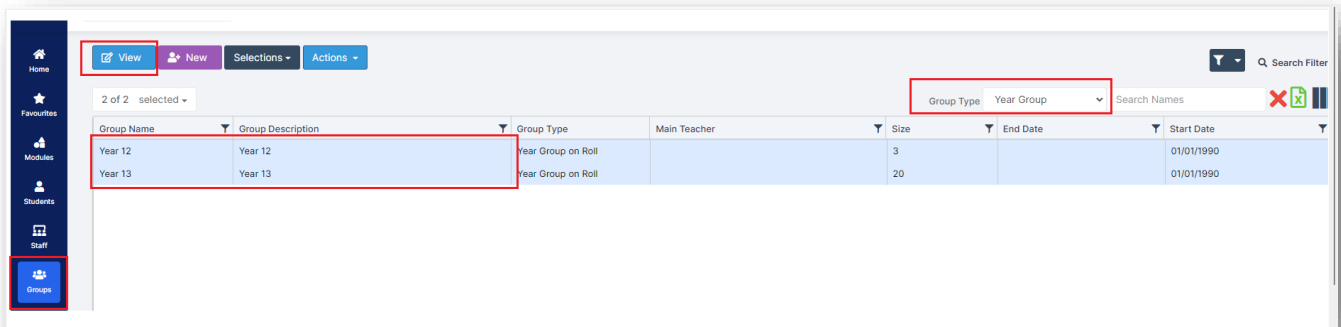 Home
Favourites
Modules
Students
Staff
Groups
View New Selections Actions
Search Filter
2 of 2 selected
Group Type Year Group Search Names
Group Name Group Description Group Type Main Teacher Size End Date Start Date
Year 12 Year 12 Year Group on Roll 3 01/01/1990
Year 13 Year 13 Year Group on Roll 20 01/01/1990